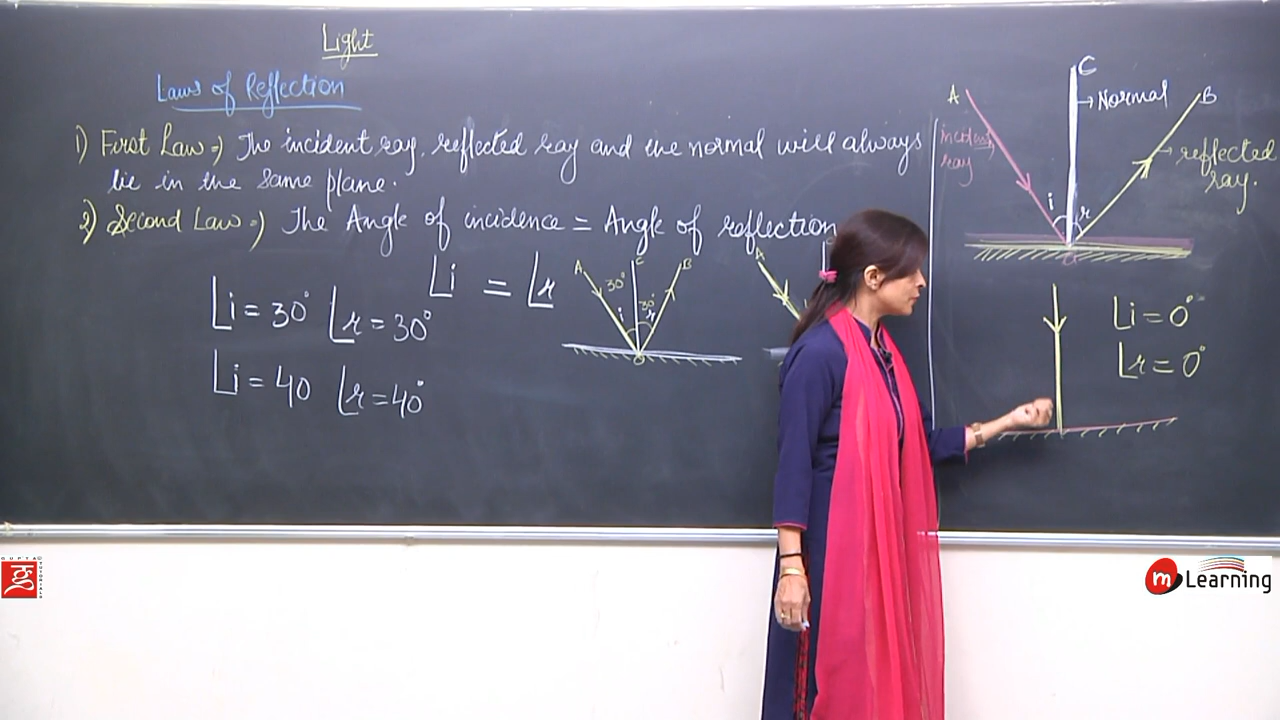 Light
Laws of Reflection
1) First Law⇒) The incident ray, reflected ray and the normal will always
lie in the same plane.
2) Second Law⇒) The Angle of incidence = Angle of reflection
∠i = ∠r
∠i = 30° ∠r = 30°
∠i = 40 ∠r = 40°
A C B
30° 30°
i r
A
A C B
→ Normal
incident
ray
→ reflected
ray.
i r
∠i = 0°
∠r = 0°
GUPTA TUTORIALS
m Learning